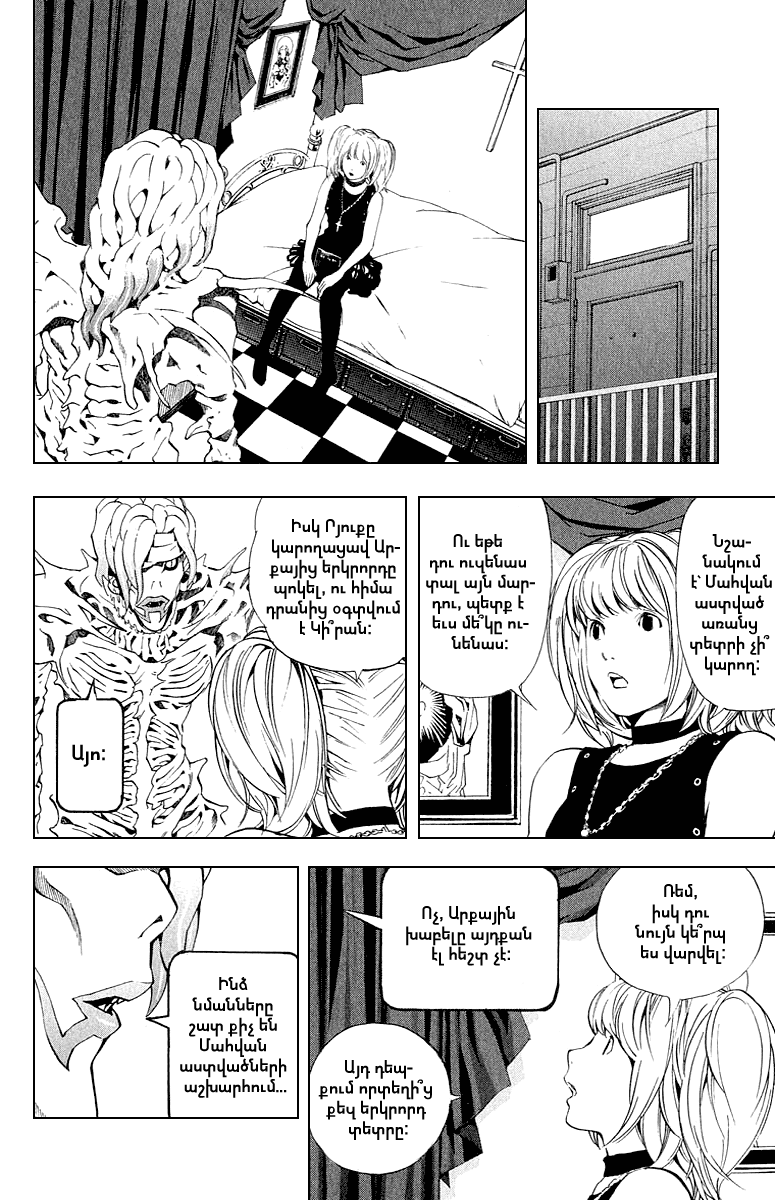 Նշա-
նակում
է՝ Մահվան
աստված
առանց
տետրի չի՞
կարող:
Ու եթե
դու ուզենաս
տալ այն մար-
դու, պետք է
եւս մե՞կը ու-
նենաս:
Իսկ Րյուքը
կարողացավ Ար-
քայից երկրորդը
պոկել, ու հիմա
դրանից օգտվում
է Կի՞րան:
Այո:
Ռեմ,
իսկ դու
նույն կե՞րպ
ես վարվել:
Ոչ, Արքային
խաբելը այդքան
էլ հեշտ չէ:
Այդ դեպ-
քում որտեղի՞ց
քեզ երկրորդ
տետրը:
Ինձ
նմանները
շատ քիչ են
Մահվան
աստվածների
աշխարհում...